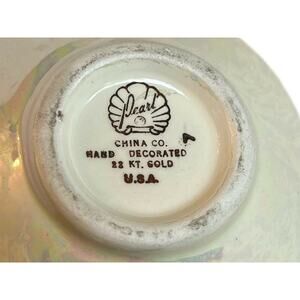 Pearl
CHINA CO.
HAND DECORATED
22 KT. GOLD
U.S.A.